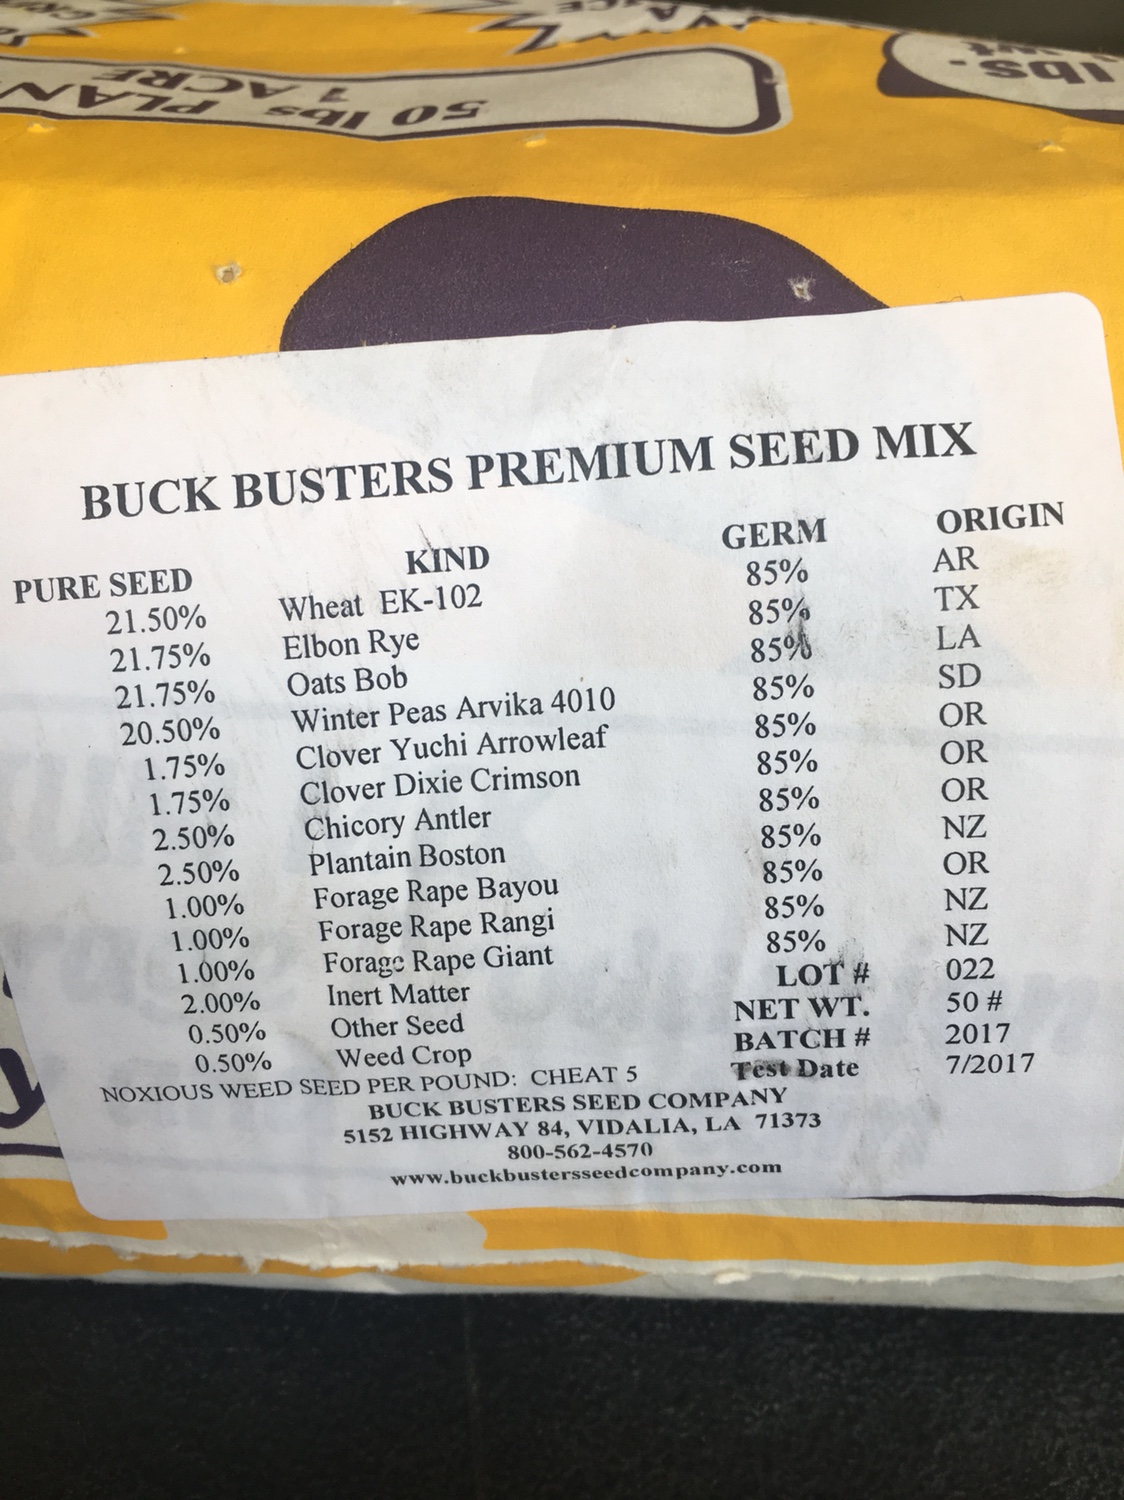 50 lbs PLAN
1 ACRE
lbs.
wt
BUCK BUSTERS PREMIUM SEED MIX
PURE SEED KIND GERM ORIGIN
21.50% Wheat EK-102 85% AR
21.75% Elbon Rye 85% TX
21.75% Oats Bob 85% LA
20.50% Winter Peas Arvika 4010 85% SD
1.75% Clover Yuchi Arrowleaf 85% OR
1.75% Clover Dixie Crimson 85% OR
2.50% Chicory Antler 85% OR
2.50% Plantain Boston 85% NZ
1.00% Forage Rape Bayou 85% OR
1.00% Forage Rape Rangi 85% NZ
1.00% Forage Rape Giant 85% NZ
2.00% Inert Matter LOT # 022
0.50% Other Seed NET WT. 50 #
0.50% Weed Crop BATCH # 2017
NOXIOUS WEED SEED PER POUND: CHEAT 5 Test Date 7/2017
BUCK BUSTERS SEED COMPANY
5152 HIGHWAY 84, VIDALIA, LA 71373
800-562-4570
www.buckbustersseedcompany.com